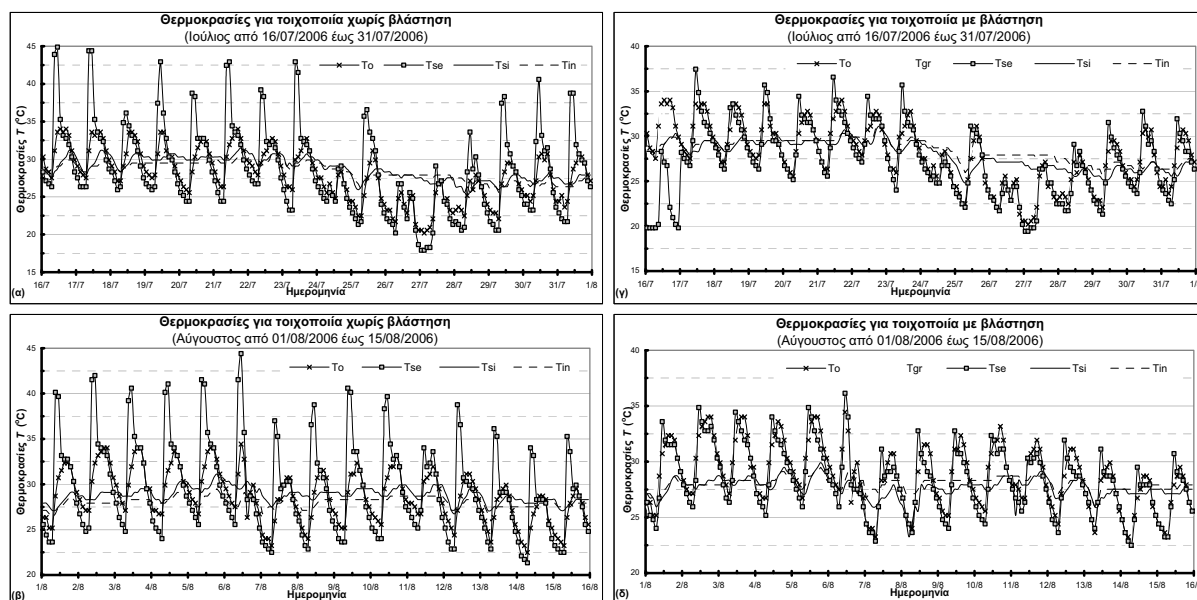 Θερμοκρασίες για τοιχοποιία χωρίς βλάστηση
(Ιούλιος από 16/07/2006 έως 31/07/2006)
To Tse Tsi Tin
Θερμοκρασίες T (°C)
45
40
35
30
25
20
15
16/7 17/7 18/7 19/7 20/7 21/7 22/7 23/7 24/7 25/7 26/7 27/7 28/7 29/7 30/7 31/7 1/8
Ημερομηνία
(α)
Θερμοκρασίες για τοιχοποιία με βλάστηση
(Ιούλιος από 16/07/2006 έως 31/07/2006)
To Tgr Tse Tsi Tin
Θερμοκρασίες T (°C)
40
35
30
25
20
15
16/7 17/7 18/7 19/7 20/7 21/7 22/7 23/7 24/7 25/7 26/7 27/7 28/7 29/7 30/7 31/7 1/
Ημερομηνία
(γ)
Θερμοκρασίες για τοιχοποιία χωρίς βλάστηση
(Αύγουστος από 01/08/2006 έως 15/08/2006)
To Tse Tsi Tin
Θερμοκρασίες T (°C)
45
40
35
30
25
20
1/8 2/8 3/8 4/8 5/8 6/8 7/8 8/8 9/8 10/8 11/8 12/8 13/8 14/8 15/8 16/8
Ημερομηνία
(β)
Θερμοκρασίες για τοιχοποιία με βλάστηση
(Αύγουστος από 01/08/2006 έως 15/08/2006)
To Tgr Tse Tsi Tin
Θερμοκρασίες T (°C)
40
35
30
25
20
1/8 2/8 3/8 4/8 5/8 6/8 7/8 8/8 9/8 10/8 11/8 12/8 13/8 14/8 15/8 16/
Ημερομηνία
(δ)